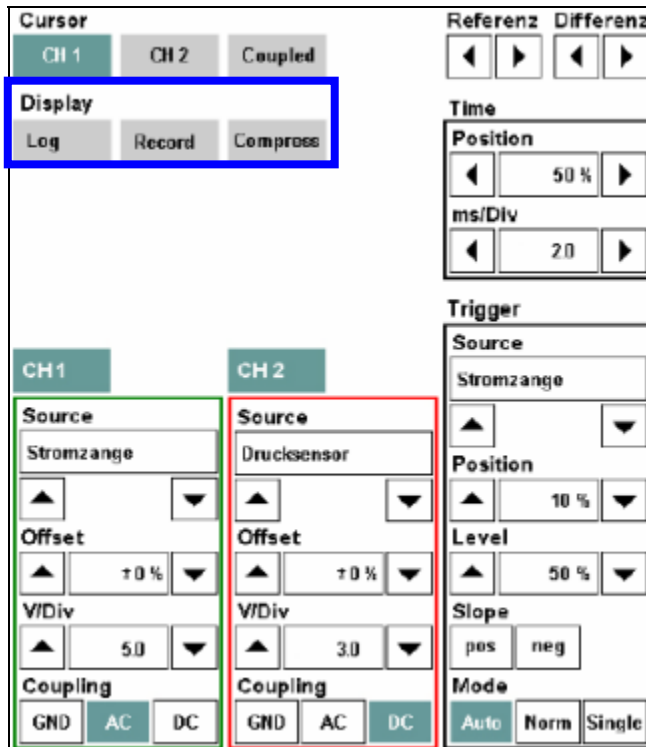 Cursor
CH 1 CH 2 Coupled
Display
Log Record Compress
Referenz Differenz
Time
Position
50 %
ms/Div
2.0
CH 1
Source
Stromzange
Offset
±0 %
V/Div
5.0
Coupling
GND AC DC
CH 2
Source
Drucksensor
Offset
±0 %
V/Div
3.0
Coupling
GND AC DC
Trigger
Source
Stromzange
Position
10 %
Level
50 %
Slope
pos neg
Mode
Auto Norm Single